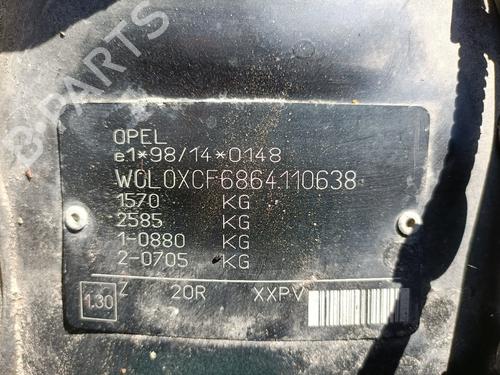 B-PARTS
OPEL
e1*98/14*0148
W0L0XCF6864110638
1570 KG
2585 KG
1-0880 KG
2-0705 KG
1.30 Z 20R XXPV